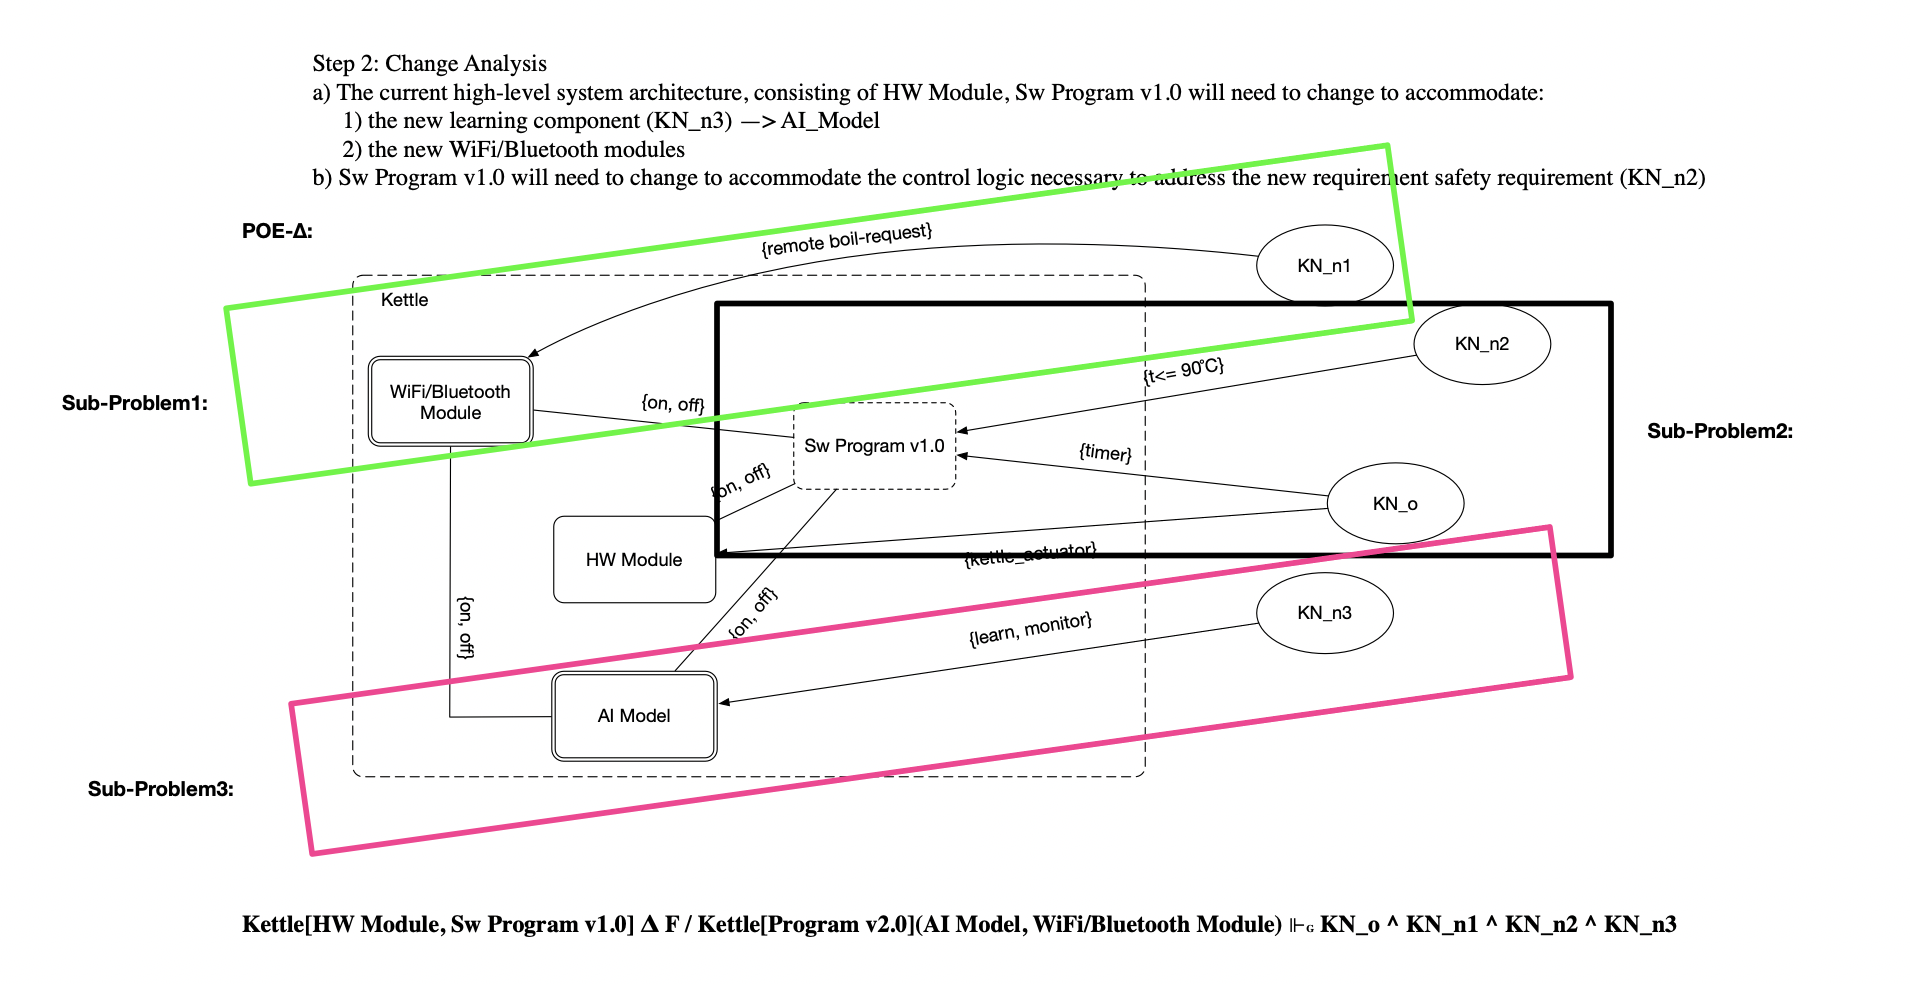 Step 2: Change Analysis
a) The current high-level system architecture, consisting of HW Module, Sw Program v1.0 will need to change to accommodate:
1) the new learning component (KN_n3) —> AI_Model
2) the new WiFi/Bluetooth modules
b) Sw Program v1.0 will need to change to accommodate the control logic necessary to address the new requirement safety requirement (KN_n2)
POE-Δ:
{remote boil-request}
KN_n1
Kettle
KN_n2
{t<= 90°C}
WiFi/Bluetooth
Module
Sub-Problem1:
{on, off}
Sw Program v1.0
Sub-Problem2:
{timer}
{on, off}
KN_o
HW Module
{kettle_actuator}
{on, off}
{on, off}
KN_n3
{learn, monitor}
AI Model
Sub-Problem3:
Kettle[HW Module, Sw Program v1.0] Δ F / Kettle[Program v2.0](AI Model, WiFi/Bluetooth Module) ⊩G KN_o ^ KN_n1 ^ KN_n2 ^ KN_n3